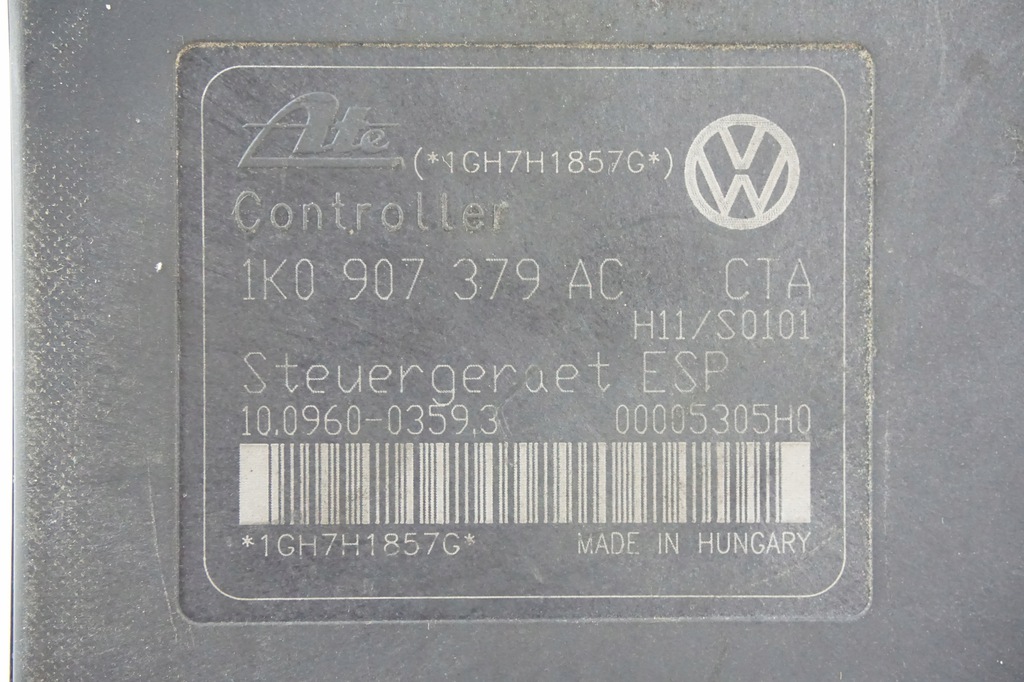 Ate (*1GH7H1857G*)
Controller
1K0 907 379 AC CTA
H11/S0101
Steuergeraet ESP
10.0960-0359.3 00005305H0
*1GH7H1857G* MADE IN HUNGARY